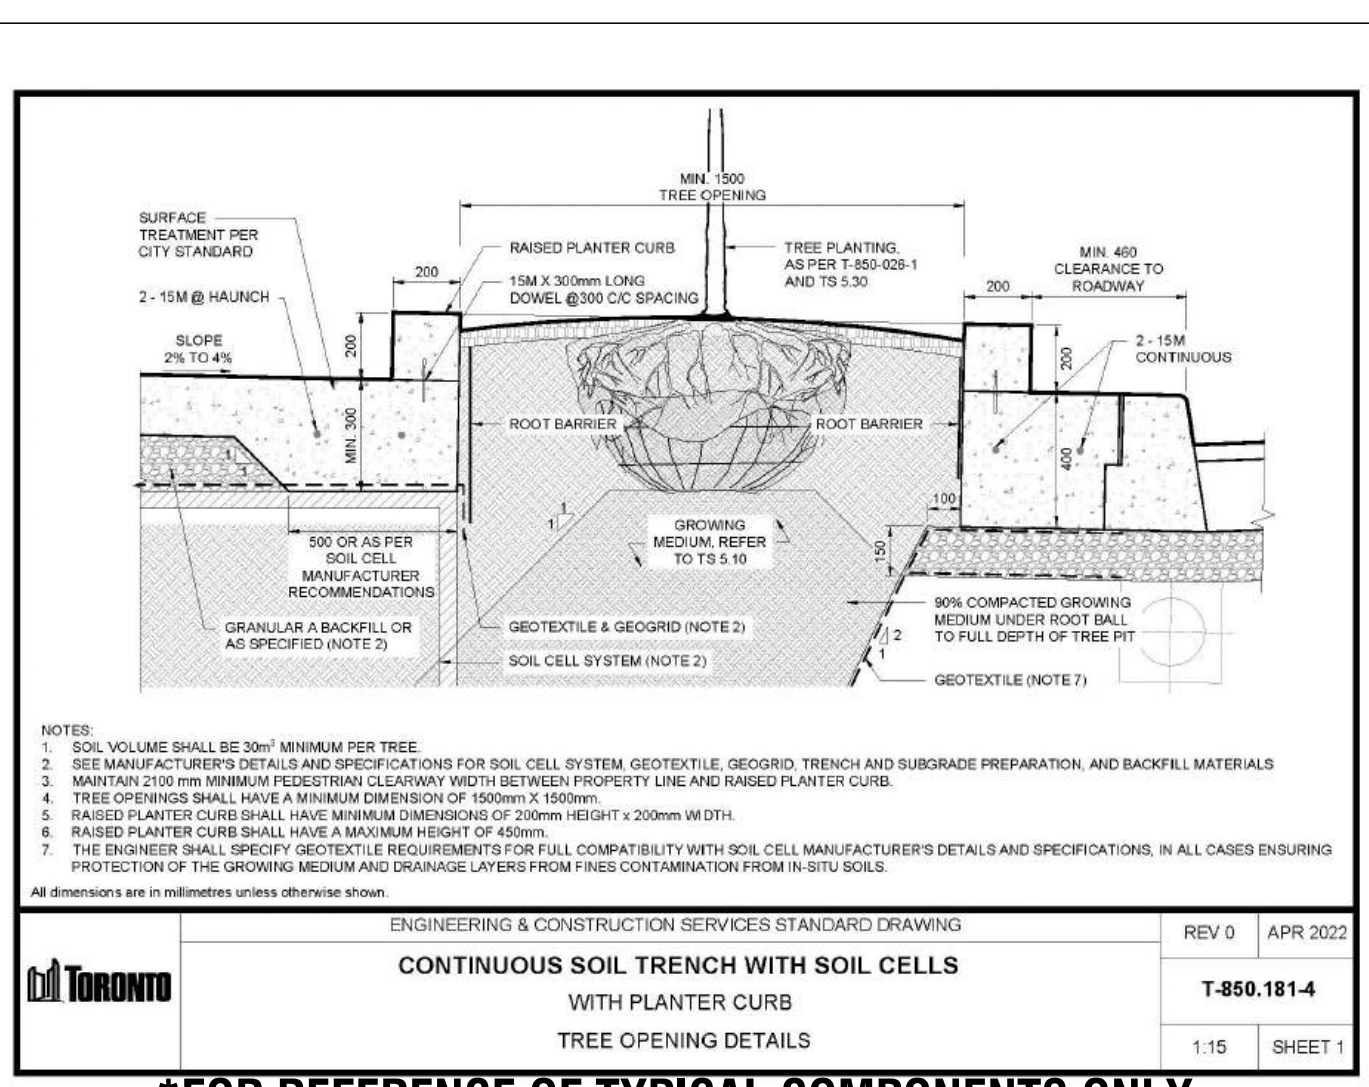 MIN. 1500
TREE OPENING
SURFACE
TREATMENT PER
CITY STANDARD
RAISED PLANTER CURB
TREE PLANTING,
AS PER T-850-026-1
AND TS 5.30
MIN. 460
CLEARANCE TO
ROADWAY
200
15M X 300mm LONG
DOWEL @300 C/C SPACING
200
2 - 15M @ HAUNCH
SLOPE
2% TO 4%
200
200
2 - 15M
CONTINUOUS
MIN. 300
ROOT BARRIER
ROOT BARRIER
400
1
1
100
1
1
GROWING
MEDIUM, REFER
TO TS 5.10
150
500 OR AS PER
SOIL CELL
MANUFACTURER
RECOMMENDATIONS
90% COMPACTED GROWING
MEDIUM UNDER ROOT BALL
TO FULL DEPTH OF TREE PIT
GRANULAR A BACKFILL OR
AS SPECIFIED (NOTE 2)
GEOTEXTILE & GEOGRID (NOTE 2)
2
1
SOIL CELL SYSTEM (NOTE 2)
GEOTEXTILE (NOTE 7)
NOTES:
1. SOIL VOLUME SHALL BE 30m³ MINIMUM PER TREE.
2. SEE MANUFACTURER'S DETAILS AND SPECIFICATIONS FOR SOIL CELL SYSTEM, GEOTEXTILE, GEOGRID, TRENCH AND SUBGRADE PREPARATION, AND BACKFILL MATERIALS
3. MAINTAIN 2100 mm MINIMUM PEDESTRIAN CLEARWAY WIDTH BETWEEN PROPERTY LINE AND RAISED PLANTER CURB.
4. TREE OPENINGS SHALL HAVE A MINIMUM DIMENSION OF 1500mm X 1500mm.
5. RAISED PLANTER CURB SHALL HAVE MINIMUM DIMENSIONS OF 200mm HEIGHT x 200mm WIDTH.
6. RAISED PLANTER CURB SHALL HAVE A MAXIMUM HEIGHT OF 450mm.
7. THE ENGINEER SHALL SPECIFY GEOTEXTILE REQUIREMENTS FOR FULL COMPATIBILITY WITH SOIL CELL MANUFACTURER'S DETAILS AND SPECIFICATIONS, IN ALL CASES ENSURING
PROTECTION OF THE GROWING MEDIUM AND DRAINAGE LAYERS FROM FINES CONTAMINATION FROM IN-SITU SOILS.
All dimensions are in millimetres unless otherwise shown.
TORONTO
ENGINEERING & CONSTRUCTION SERVICES STANDARD DRAWING
CONTINUOUS SOIL TRENCH WITH SOIL CELLS
WITH PLANTER CURB
TREE OPENING DETAILS
REV 0
APR 2022
T-850.181-4
1:15
SHEET 1
*FOR REFERENCE OF TYPICAL COMPONENTS ONLY